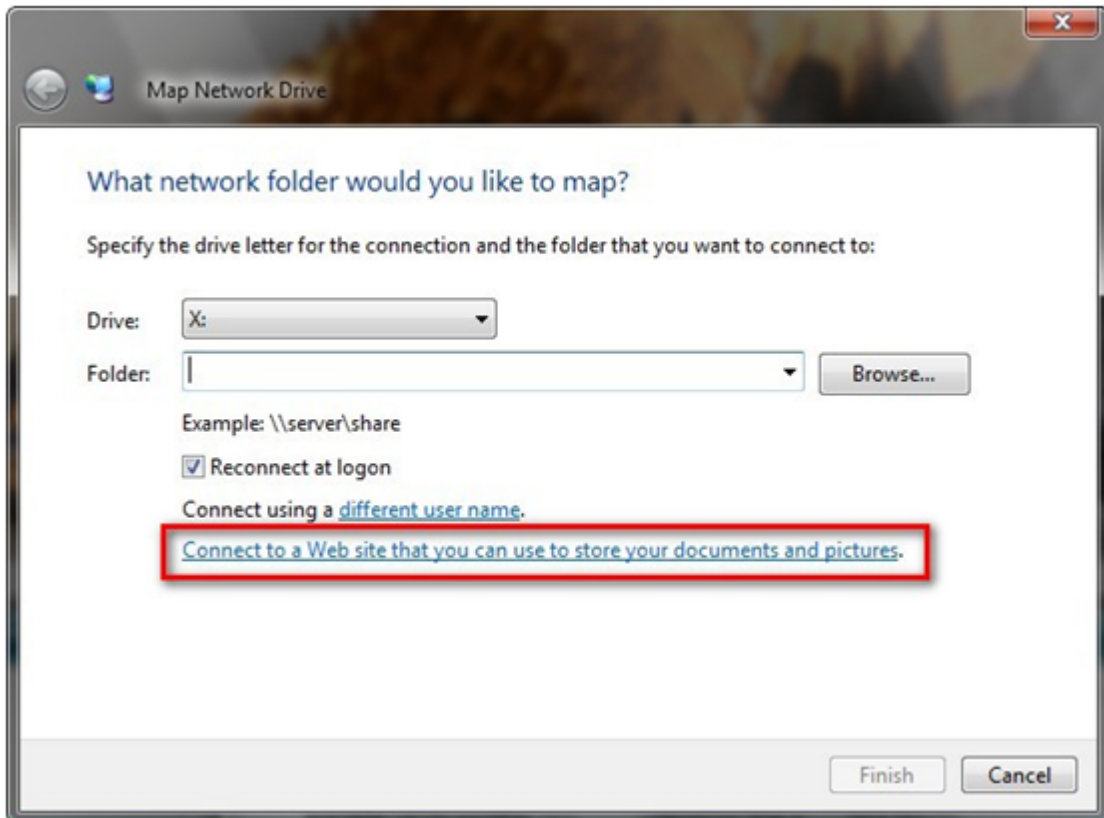 Map Network Drive
What network folder would you like to map?
Specify the drive letter for the connection and the folder that you want to connect to:
Drive: X:
Folder: Browse...
Example: \\server\share
Reconnect at logon
Connect using a different user name.
Connect to a Web site that you can use to store your documents and pictures.
Finish Cancel